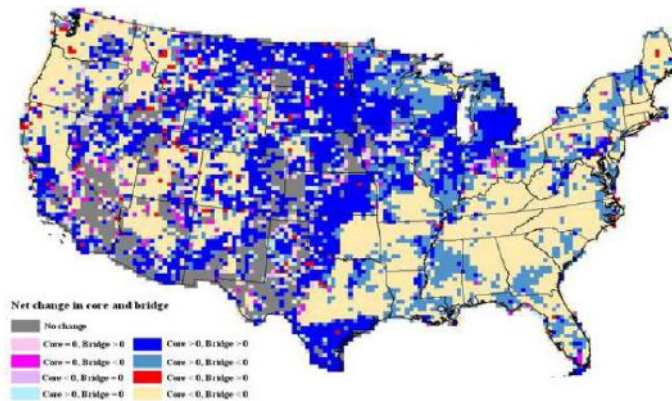 Net change in core and bridge
No change
Core = 0, Bridge > 0
Core > 0, Bridge > 0
Core = 0, Bridge < 0
Core > 0, Bridge < 0
Core < 0, Bridge = 0
Core < 0, Bridge > 0
Core > 0, Bridge = 0
Core < 0, Bridge < 0